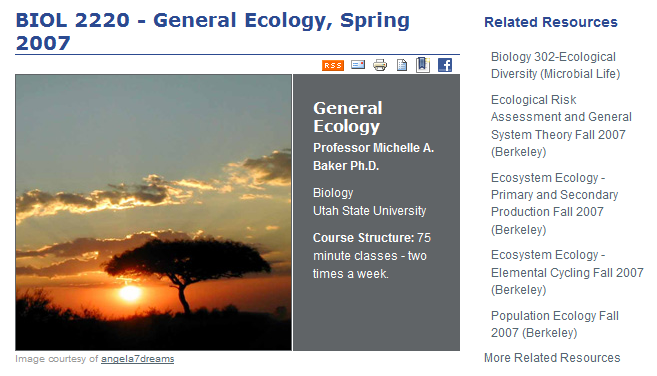 BIOL 2220 - General Ecology, Spring
2007
RSS
General
Ecology
Professor Michelle A.
Baker Ph.D.
Biology
Utah State University
Course Structure: 75
minute classes - two
times a week.
Image courtesy of angela7dreams
Related Resources
Biology 302-Ecological
Diversity (Microbial Life)
Ecological Risk
Assessment and General
System Theory Fall 2007
(Berkeley)
Ecosystem Ecology -
Primary and Secondary
Production Fall 2007
(Berkeley)
Ecosystem Ecology -
Elemental Cycling Fall 2007
(Berkeley)
Population Ecology Fall
2007 (Berkeley)
More Related Resources